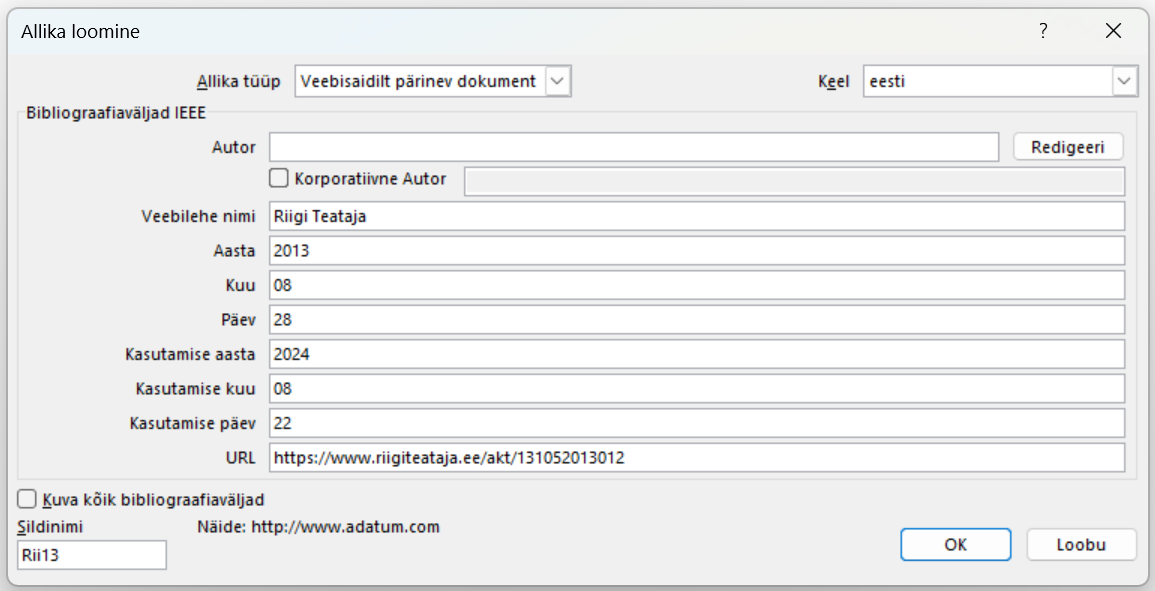 Allika loomine ?
Allika tüüp Veebisaidilt pärinev dokument Keel eesti
Bibliograafiaväljad IEEE
Autor Redigeeri
Korporatiivne Autor
Veebilehe nimi Riigi Teataja
Aasta 2013
Kuu 08
Päev 28
Kasutamise aasta 2024
Kasutamise kuu 08
Kasutamise päev 22
URL https://www.riigiteataja.ee/akt/131052013012
Kuva kõik bibliograafiaväljad
Sildinimi Näide: http://www.adatum.com
Rii13 OK Loobu